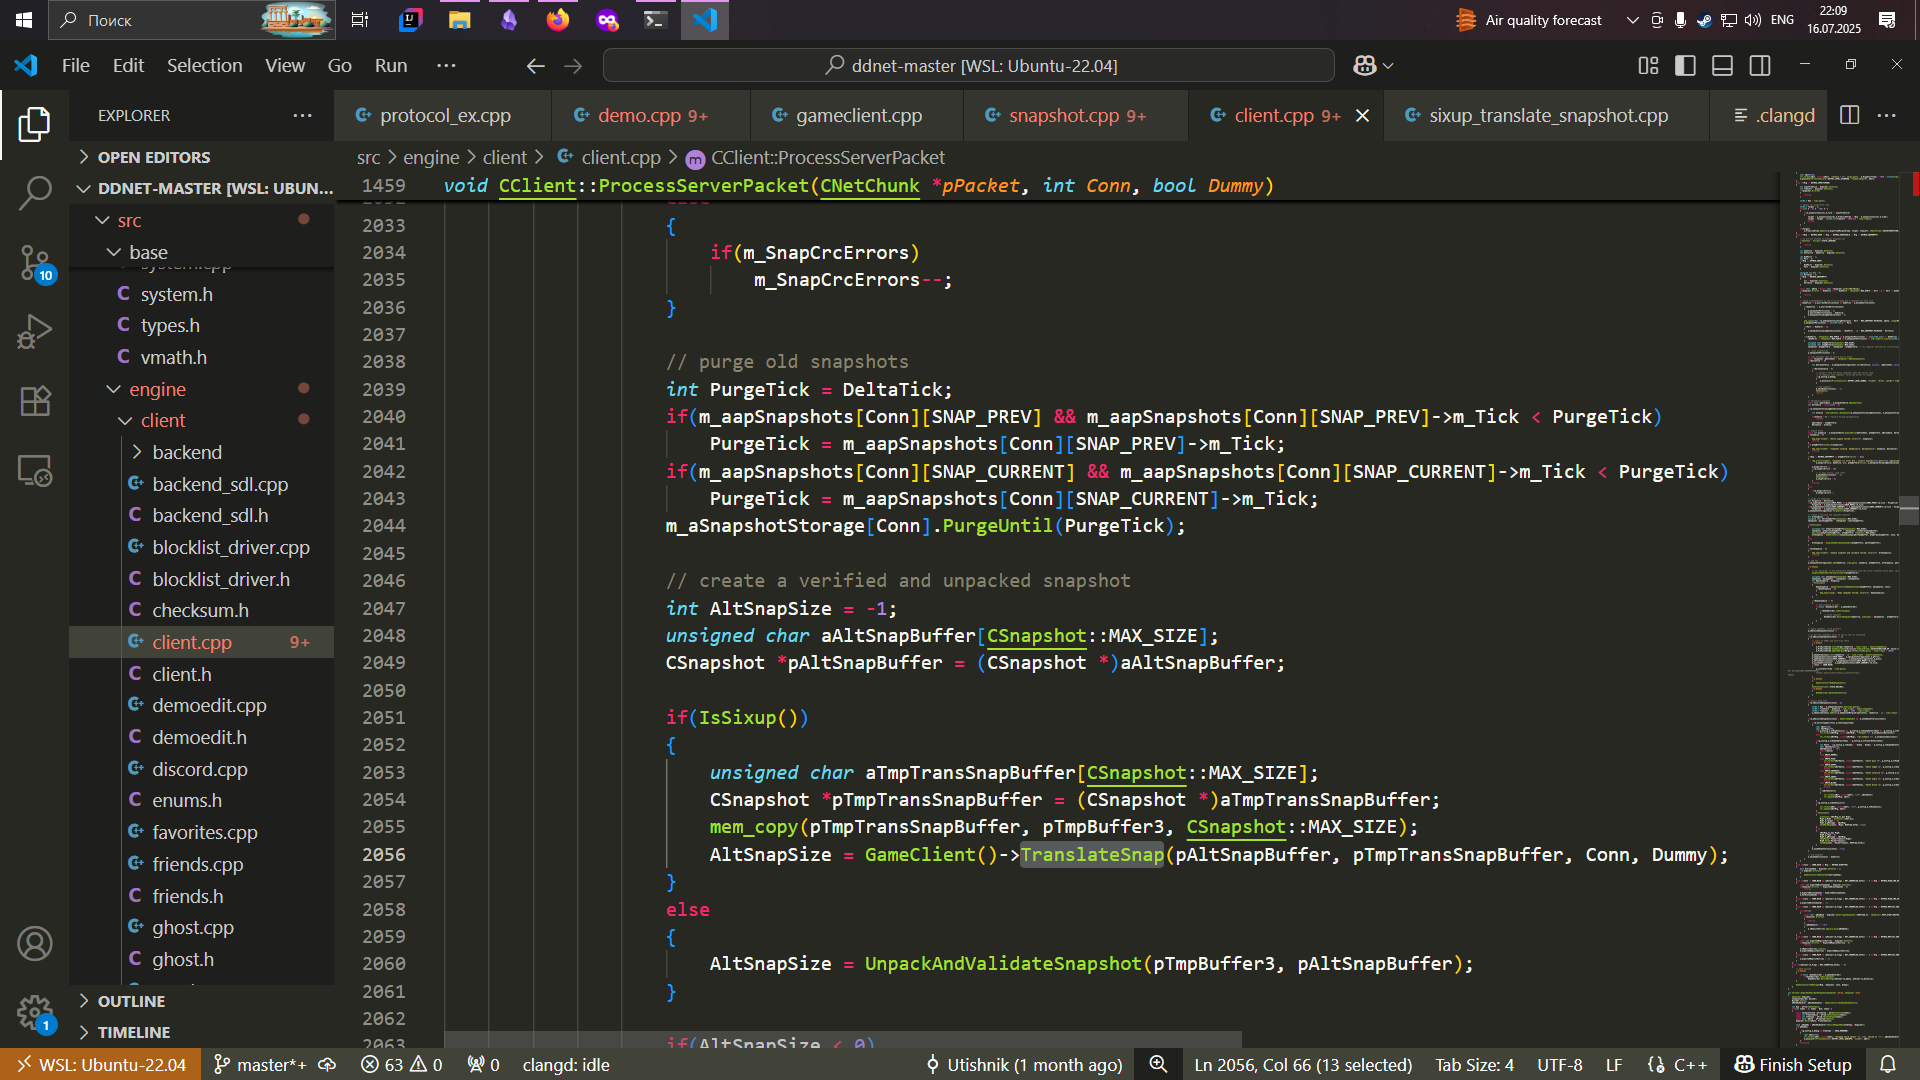 Поиск
Air quality forecast
ENG
22:09
16.07.2025
File Edit Selection View Go Run ···
ddnet-master [WSL: Ubuntu-22.04]
EXPLORER ···
protocol_ex.cpp
demo.cpp 9+
gameclient.cpp
snapshot.cpp 9+
client.cpp 9+
sixup_translate_snapshot.cpp
.clangd
OPEN EDITORS
DDNET-MASTER [WSL: UBUN...
src
base
system.cpp
system.h
types.h
vmath.h
engine
client
backend
backend_sdl.cpp
backend_sdl.h
blocklist_driver.cpp
blocklist_driver.h
checksum.h
client.cpp 9+
client.h
demoedit.cpp
demoedit.h
discord.cpp
enums.h
favorites.cpp
friends.cpp
friends.h
ghost.cpp
ghost.h
OUTLINE
TIMELINE
10
1
src > engine > client > client.cpp > CClient::ProcessServerPacket
1459 void CClient::ProcessServerPacket(CNetChunk *pPacket, int Conn, bool Dummy)
2032 else
2033 {
2034 if(m_SnapCrcErrors)
2035 m_SnapCrcErrors--;
2036 }
2037
2038 // purge old snapshots
2039 int PurgeTick = DeltaTick;
2040 if(m_aapSnapshots[Conn][SNAP_PREV] && m_aapSnapshots[Conn][SNAP_PREV]->m_Tick < PurgeTick)
2041 PurgeTick = m_aapSnapshots[Conn][SNAP_PREV]->m_Tick;
2042 if(m_aapSnapshots[Conn][SNAP_CURRENT] && m_aapSnapshots[Conn][SNAP_CURRENT]->m_Tick < PurgeTick)
2043 PurgeTick = m_aapSnapshots[Conn][SNAP_CURRENT]->m_Tick;
2044 m_aSnapshotStorage[Conn].PurgeUntil(PurgeTick);
2045
2046 // create a verified and unpacked snapshot
2047 int AltSnapSize = -1;
2048 unsigned char aAltSnapBuffer[CSnapshot::MAX_SIZE];
2049 CSnapshot *pAltSnapBuffer = (CSnapshot *)aAltSnapBuffer;
2050
2051 if(IsSixup())
2052 {
2053 unsigned char aTmpTransSnapBuffer[CSnapshot::MAX_SIZE];
2054 CSnapshot *pTmpTransSnapBuffer = (CSnapshot *)aTmpTransSnapBuffer;
2055 mem_copy(pTmpTransSnapBuffer, pTmpBuffer3, CSnapshot::MAX_SIZE);
2056 AltSnapSize = GameClient()->TranslateSnap(pAltSnapBuffer, pTmpTransSnapBuffer, Conn, Dummy);
2057 }
2058 else
2059 {
2060 AltSnapSize = UnpackAndValidateSnapshot(pTmpBuffer3, pAltSnapBuffer);
2061 }
2062
2063 if(AltSnapSize < 0)
WSL: Ubuntu-22.04 master*+ 63 0 0 clangd: idle Utishnik (1 month ago) Ln 2056, Col 66 (13 selected) Tab Size: 4 UTF-8 LF {} C++ Finish Setup